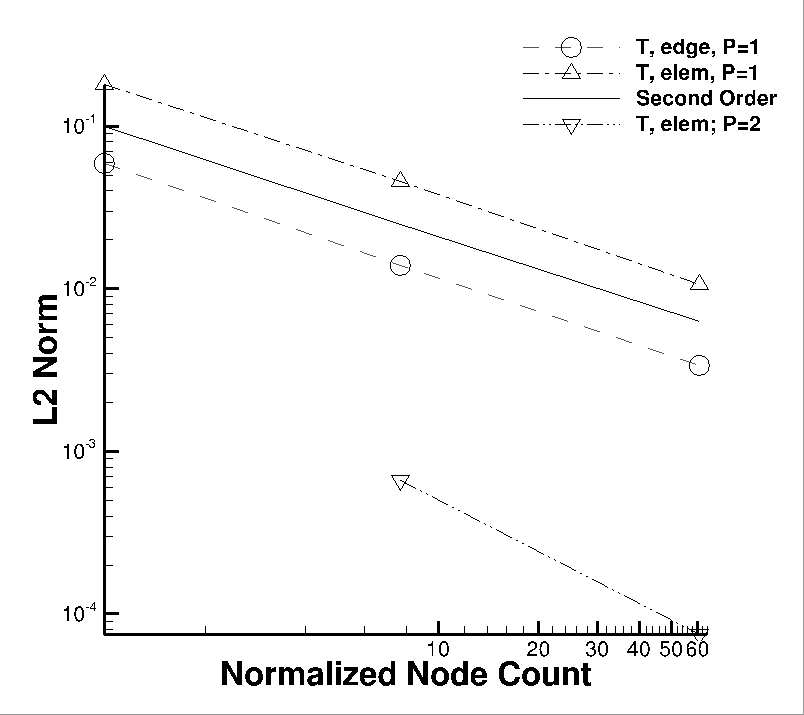 T, edge, P=1
T, elem, P=1
Second Order
T, elem; P=2
10-1
10-2
10-3
10-4
L2 Norm
10 20 30 40 50 60
Normalized Node Count